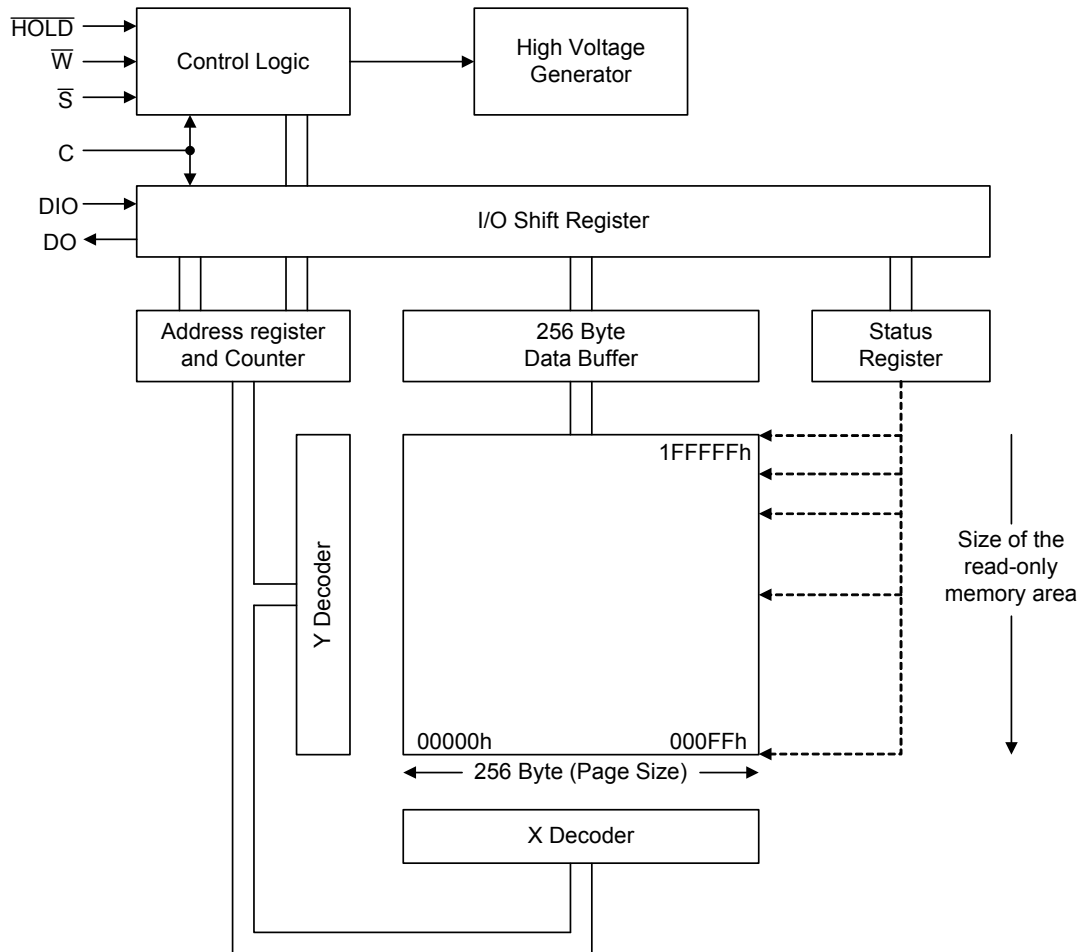 H̅O̅L̅D̅
W̅
S̅
C
DIO
DO
Control Logic
High Voltage
Generator
I/O Shift Register
Address register
and Counter
256 Byte
Data Buffer
Status
Register
1FFFFFh
Y Decoder
Size of the
read-only
memory area
00000h
000FFh
256 Byte (Page Size)
X Decoder